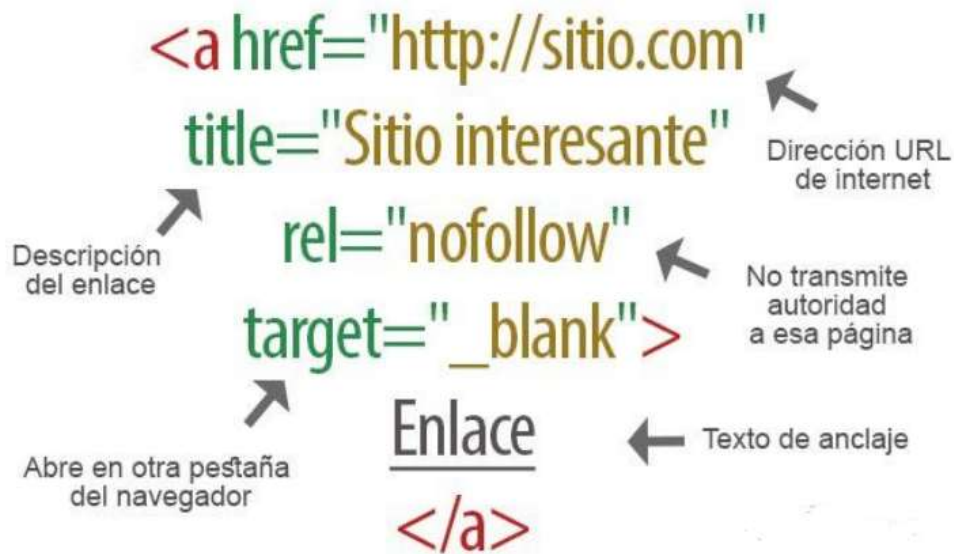 <a href="http://sitio.com"
title="Sitio interesante"
Dirección URL
de internet
rel="nofollow"
Descripción
del enlace
No transmite
autoridad
a esa página
target="_blank">
Enlace
Texto de anclaje
Abre en otra pestaña
del navegador
</a>